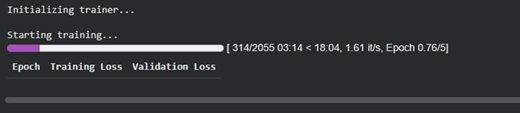 Initializing trainer...
Starting training...
[ 314/2055 03:14 < 18:04, 1.61 it/s, Epoch 0.76/5]
Epoch Training Loss Validation Loss